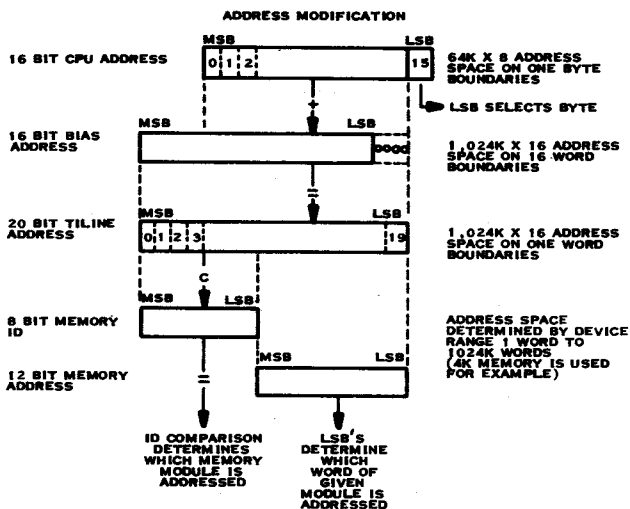 ADDRESS MODIFICATION
MSB
LSB
16 BIT CPU ADDRESS
0 1 2
15
64K X 8 ADDRESS
SPACE ON ONE BYTE
BOUNDARIES
+
LSB SELECTS BYTE
MSB
LSB
16 BIT BIAS
ADDRESS
0000
1,024K X 16 ADDRESS
SPACE ON 16 WORD
BOUNDARIES
=
20 BIT TILINE
ADDRESS
MSB
LSB
0 1 2 3
19
1,024K X 16 ADDRESS
SPACE ON ONE WORD
BOUNDARIES
C
MSB
LSB
8 BIT MEMORY
ID
ADDRESS SPACE
DETERMINED BY DEVICE
RANGE 1 WORD TO
1024K WORDS
(4K MEMORY IS USED
FOR EXAMPLE)
MSB
LSB
12 BIT MEMORY
ADDRESS
=
ID COMPARISON
DETERMINES
WHICH MEMORY
MODULE IS
ADDRESSED
LSB'S
DETERMINE
WHICH
WORD OF
GIVEN
MODULE IS
ADDRESSED